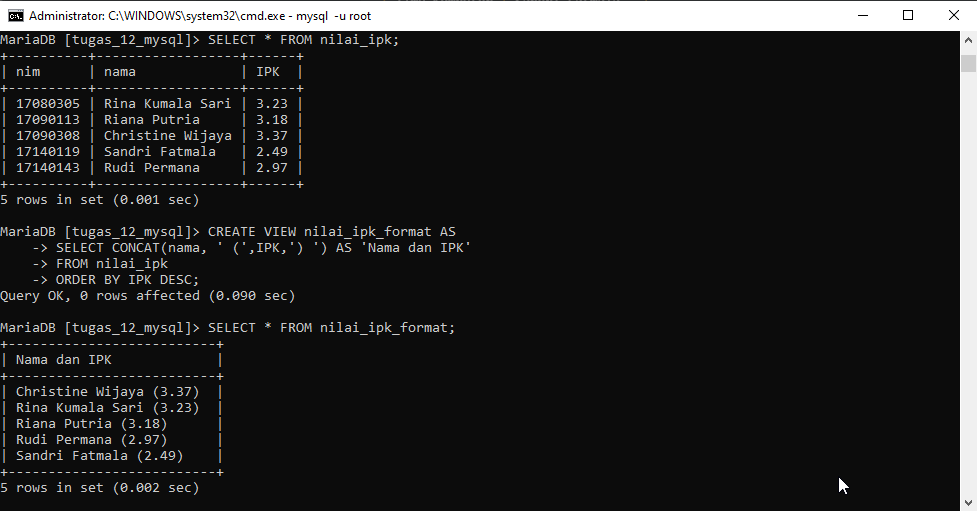 Administrator: C:\WINDOWS\system32\cmd.exe - mysql  -u root
MariaDB [tugas_12_mysql]> SELECT * FROM nilai_ipk;
+----------+-------------------+------+
| nim      | nama              | IPK  |
+----------+-------------------+------+
| 17080305 | Rina Kumala Sari | 3.23 |
| 17090113 | Riana Putria     | 3.18 |
| 17090308 | Christine Wijaya | 3.37 |
| 17140119 | Sandri Fatmala   | 2.49 |
| 17140143 | Rudi Permana     | 2.97 |
+----------+------------------+------+
5 rows in set (0.001 sec)
MariaDB [tugas_12_mysql]> CREATE VIEW nilai_ipk_format AS
    -> SELECT CONCAT(nama, ' (',IPK,') ') AS 'Nama dan IPK'
    -> FROM nilai_ipk
    -> ORDER BY IPK DESC;
Query OK, 0 rows affected (0.090 sec)
MariaDB [tugas_12_mysql]> SELECT * FROM nilai_ipk_format;
+--------------------------+
| Nama dan IPK             |
+--------------------------+
| Christine Wijaya (3.37)  |
| Rina Kumala Sari (3.23)  |
| Riana Putria (3.18)      |
| Rudi Permana (2.97)      |
| Sandri Fatmala (2.49)    |
+--------------------------+
5 rows in set (0.002 sec)